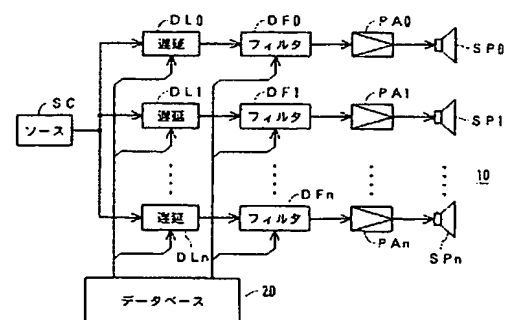 DL0 DF0 PA0
遅延 フィルタ SP0
SC DL1 DF1 PA1
ソース 遅延 フィルタ SP1
10
DFn
遅延 フィルタ
DLn PAn SPn
データベース 20